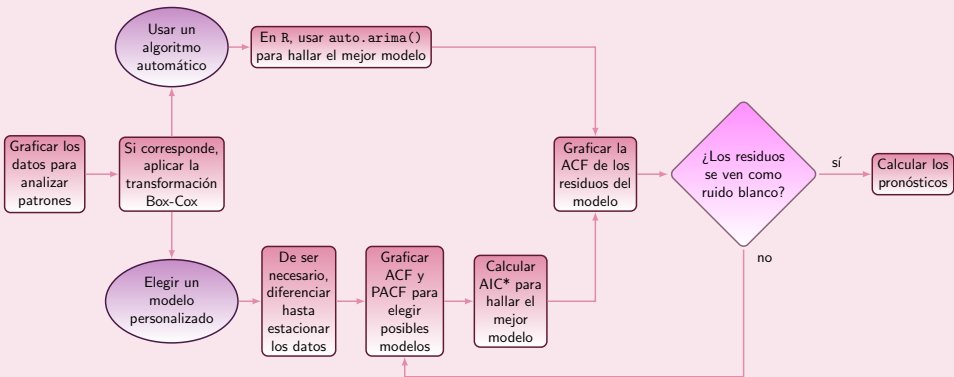 Usar un
algoritmo
automático
En R, usar auto.arima()
para hallar el mejor modelo
Graficar los
datos para
analizar
patrones
Si corresponde,
aplicar la
transformación
Box-Cox
Graficar la
ACF de los
residuos del
modelo
¿Los residuos
se ven como
ruido blanco?
sí
Calcular los
pronósticos
no
Elegir un
modelo
personalizado
De ser
necesario,
diferenciar
hasta
estacionar
los datos
Graficar
ACF y
PACF para
elegir
posibles
modelos
Calcular
AIC* para
hallar el
mejor
modelo